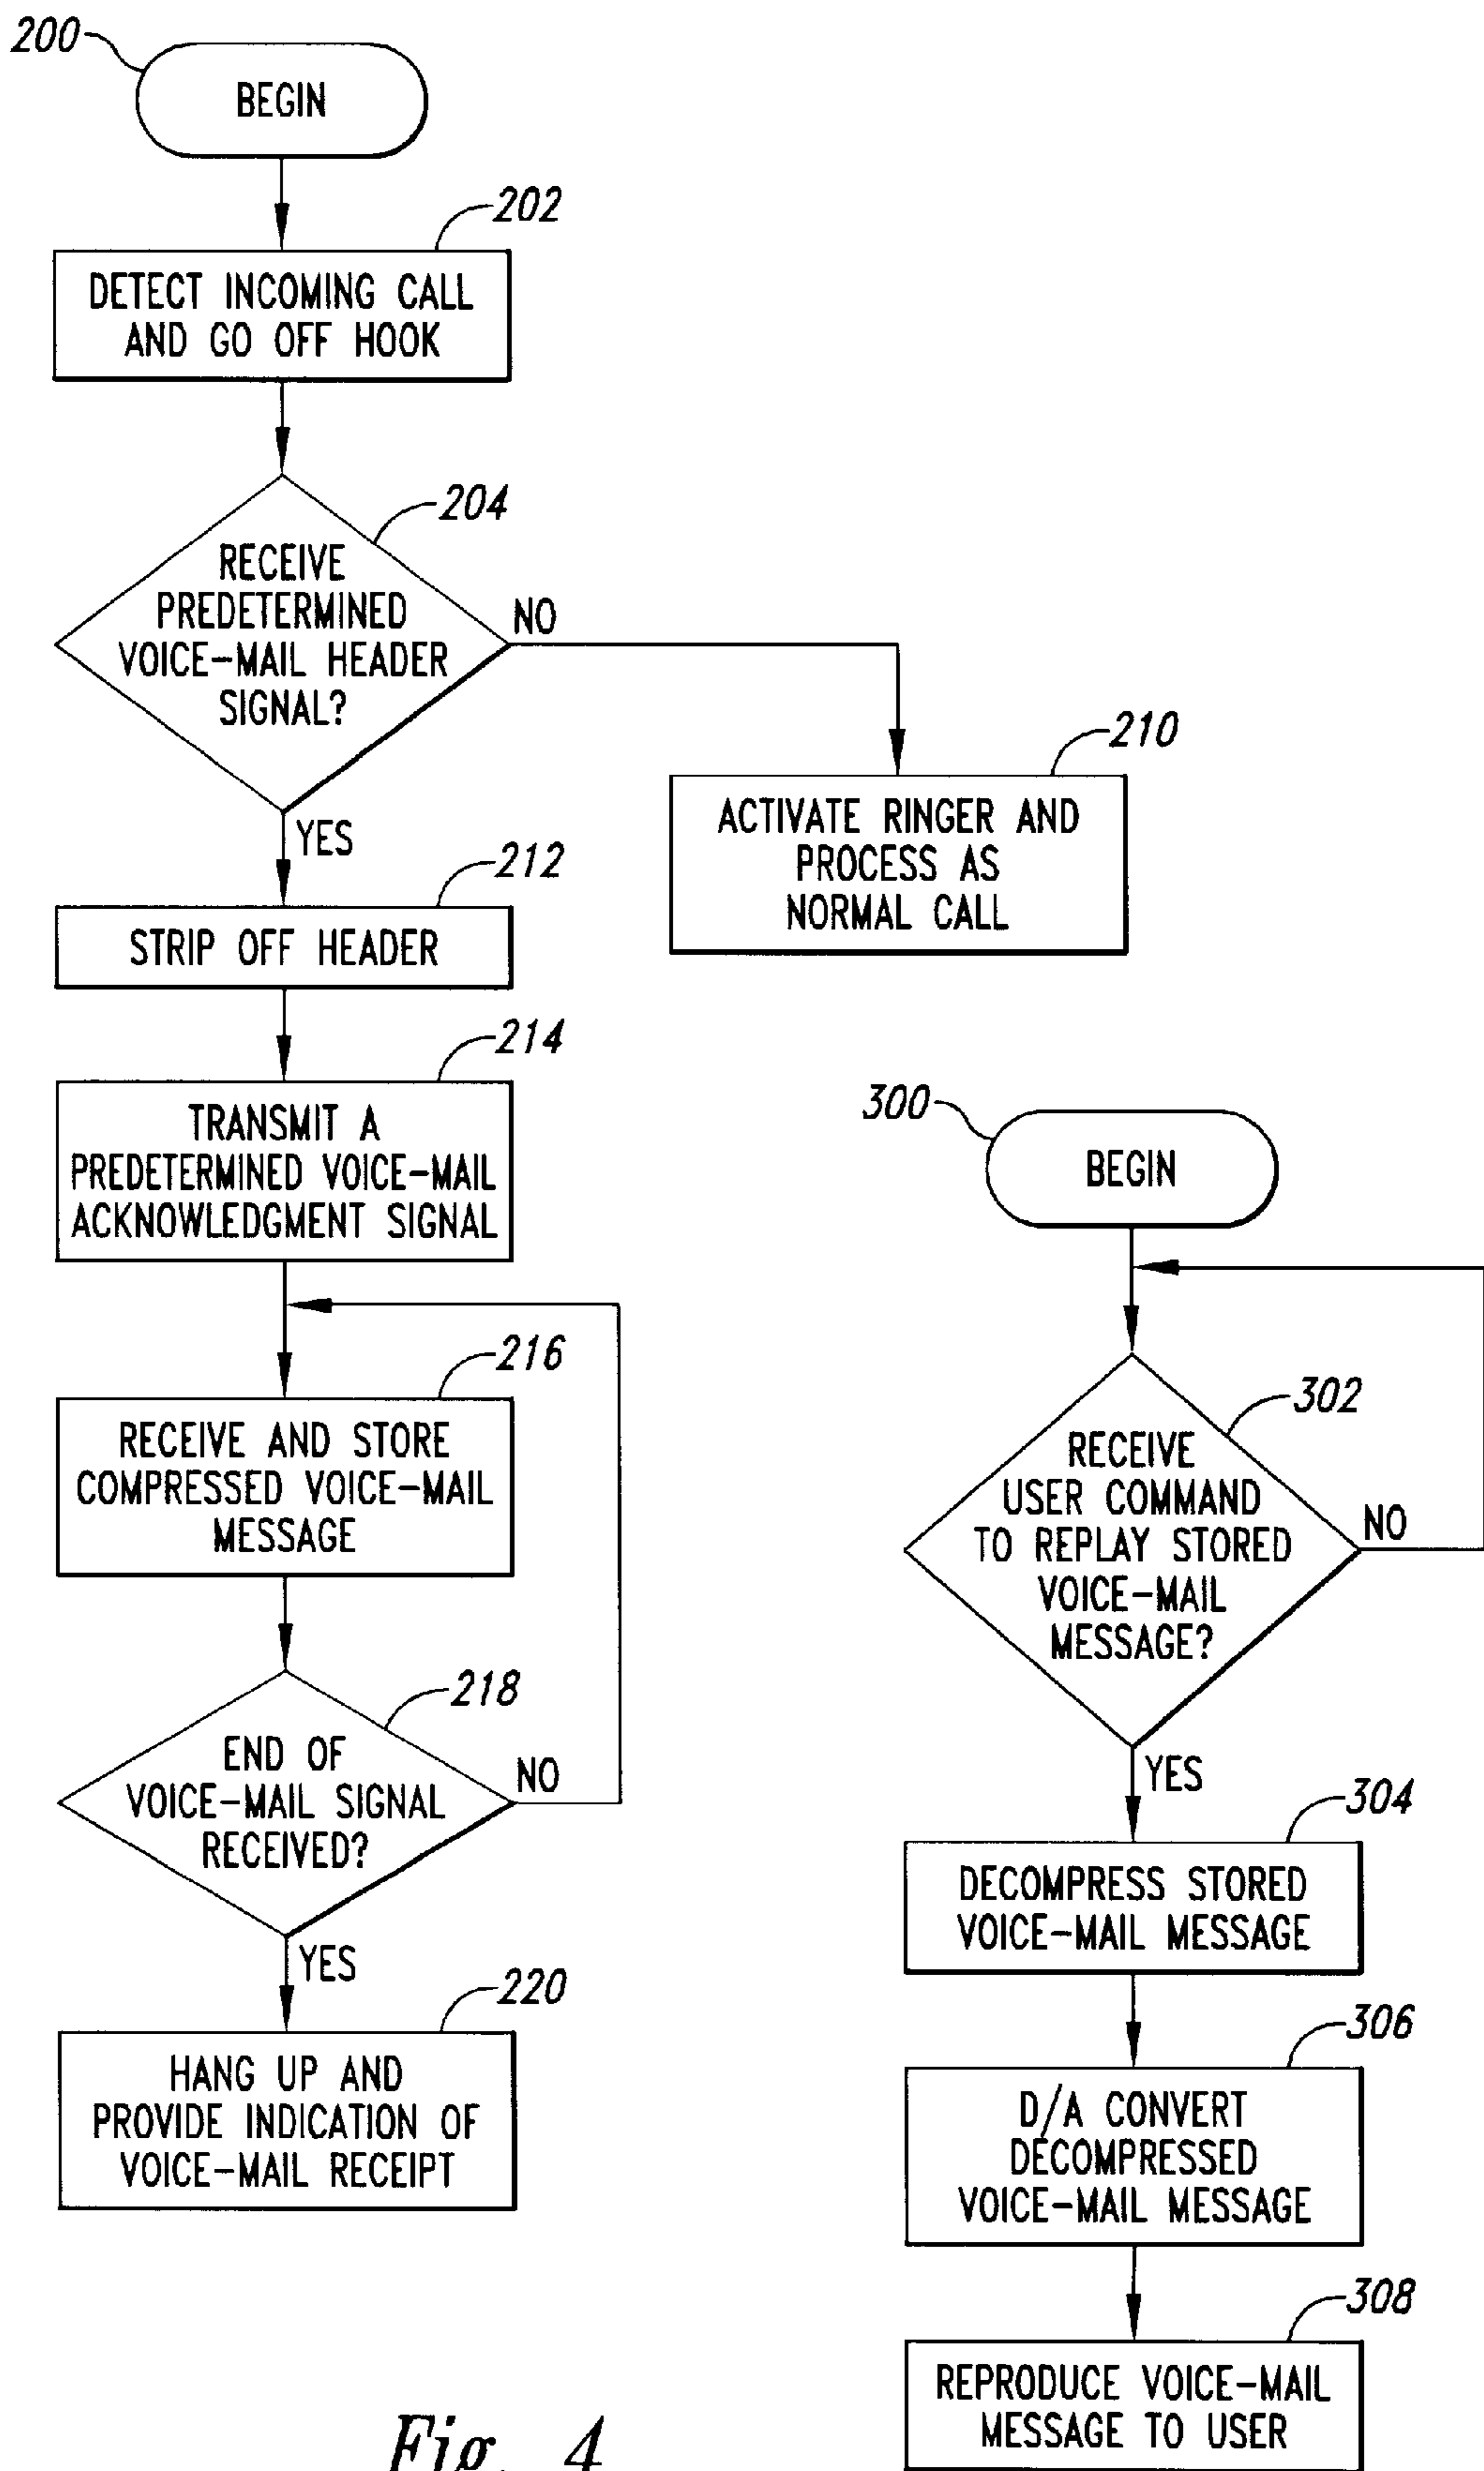 200
BEGIN
202
DETECT INCOMING CALL
AND GO OFF HOOK
204
RECEIVE
PREDETERMINED
VOICE-MAIL HEADER
SIGNAL?
NO
210
ACTIVATE RINGER AND
PROCESS AS
NORMAL CALL
YES
212
STRIP OFF HEADER
214
TRANSMIT A
PREDETERMINED VOICE-MAIL
ACKNOWLEDGMENT SIGNAL
216
RECEIVE AND STORE
COMPRESSED VOICE-MAIL
MESSAGE
218
END OF
VOICE-MAIL SIGNAL
RECEIVED?
NO
YES
220
HANG UP AND
PROVIDE INDICATION OF
VOICE-MAIL RECEIPT
300
BEGIN
302
RECEIVE
USER COMMAND
TO REPLAY STORED
VOICE-MAIL
MESSAGE?
NO
YES
304
DECOMPRESS STORED
VOICE-MAIL MESSAGE
306
D/A CONVERT
DECOMPRESSED
VOICE-MAIL MESSAGE
308
REPRODUCE VOICE-MAIL
MESSAGE TO USER
Fig. 4